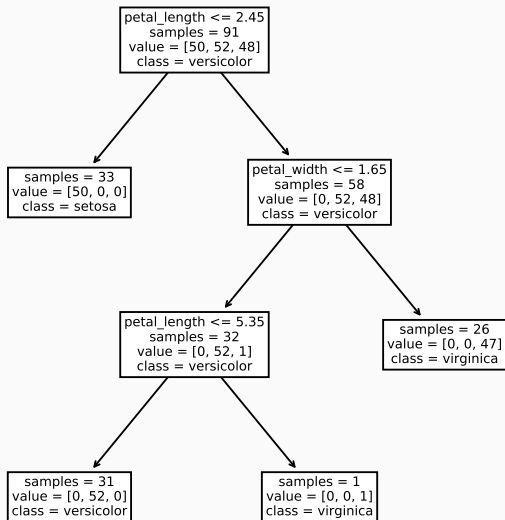 petal_length <= 2.45
samples = 91
value = [50, 52, 48]
class = versicolor
samples = 33
value = [50, 0, 0]
class = setosa
petal_width <= 1.65
samples = 58
value = [0, 52, 48]
class = versicolor
petal_length <= 5.35
samples = 32
value = [0, 52, 1]
class = versicolor
samples = 26
value = [0, 0, 47]
class = virginica
samples = 31
value = [0, 52, 0]
class = versicolor
samples = 1
value = [0, 0, 1]
class = virginica